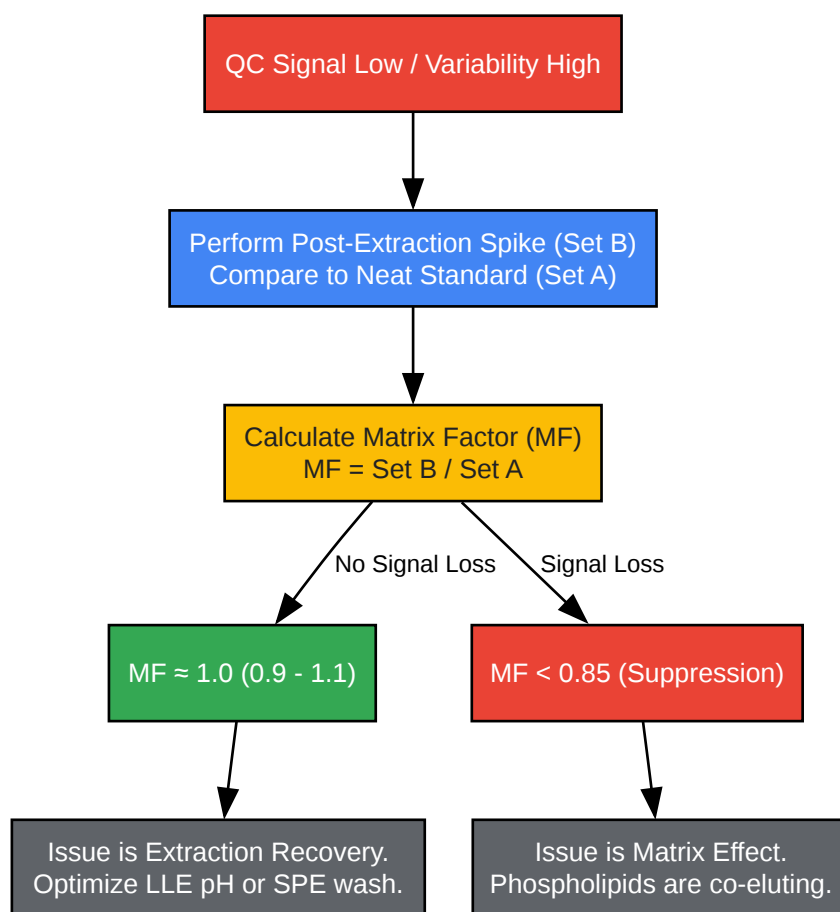 QC Signal Low / Variability High
Perform Post-Extraction Spike (Set B)
Compare to Neat Standard (Set A)
Calculate Matrix Factor (MF)
MF = Set B / Set A
No Signal Loss
Signal Loss
MF ≈ 1.0 (0.9 - 1.1)
MF < 0.85 (Suppression)
Issue is Extraction Recovery.
Optimize LLE pH or SPE wash.
Issue is Matrix Effect.
Phospholipids are co-eluting.